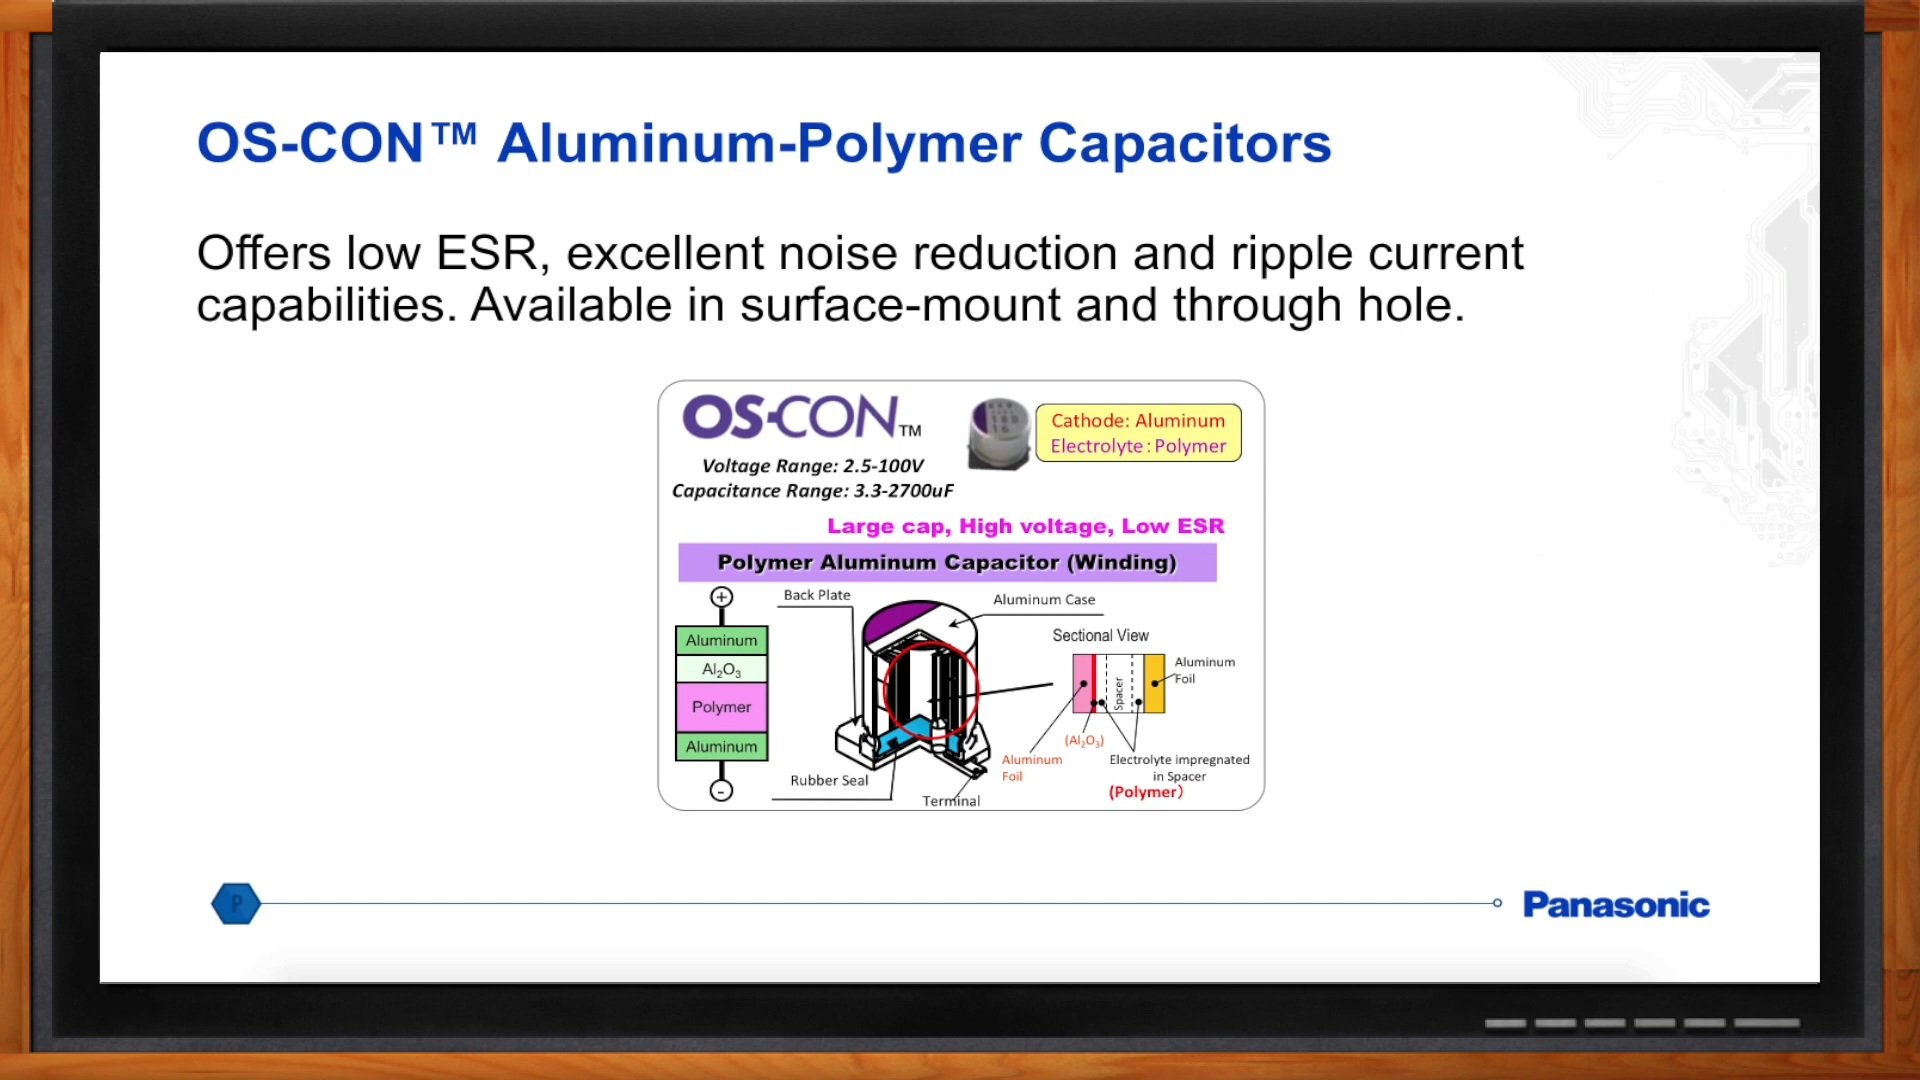 OS-CON™ Aluminum-Polymer Capacitors
Offers low ESR, excellent noise reduction and ripple current
capabilities. Available in surface-mount and through hole.
OS-CON™
Cathode: Aluminum
Electrolyte : Polymer
Voltage Range: 2.5-100V
Capacitance Range: 3.3-2700uF
Large cap, High voltage, Low ESR
Polymer Aluminum Capacitor (Winding)
+
Aluminum
Al₂O₃
Polymer
Aluminum
-
Back Plate
Aluminum Case
Rubber Seal
Terminal
Sectional View
Spacer
Aluminum
Foil
(Al₂O₃)
Aluminum
Foil
Electrolyte impregnated
in Spacer
(Polymer)
P
Panasonic